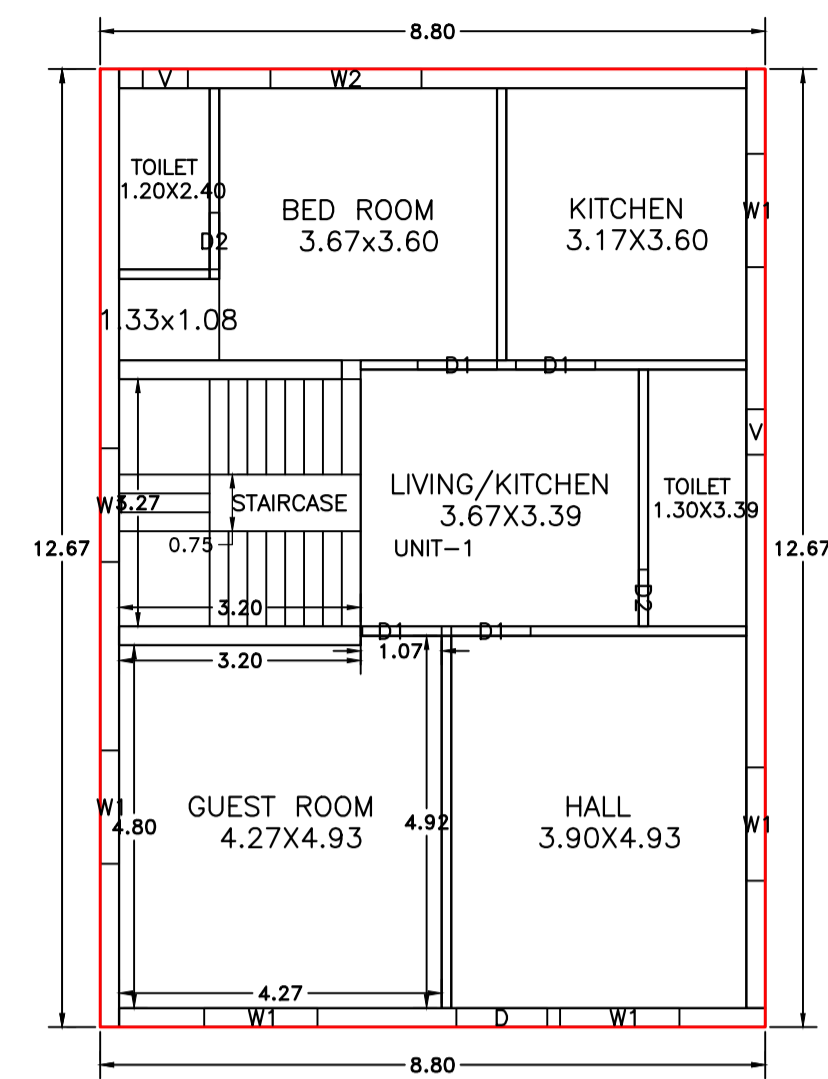 8.80
V
W2
TOILET
1.20X2.40
D2
BED ROOM
3.67x3.60
KITCHEN
3.17X3.60
W1
1.33x1.08
D1
D1
V
W
3.27
STAIRCASE
0.75
LIVING/KITCHEN
3.67X3.39
UNIT-1
TOILET
1.30X3.39
12.67
12.67
D2
3.20
D1
D1
3.20
1.07
W1
4.80
GUEST ROOM
4.27X4.93
4.92
HALL
3.90X4.93
W1
4.27
W1
D
W1
8.80